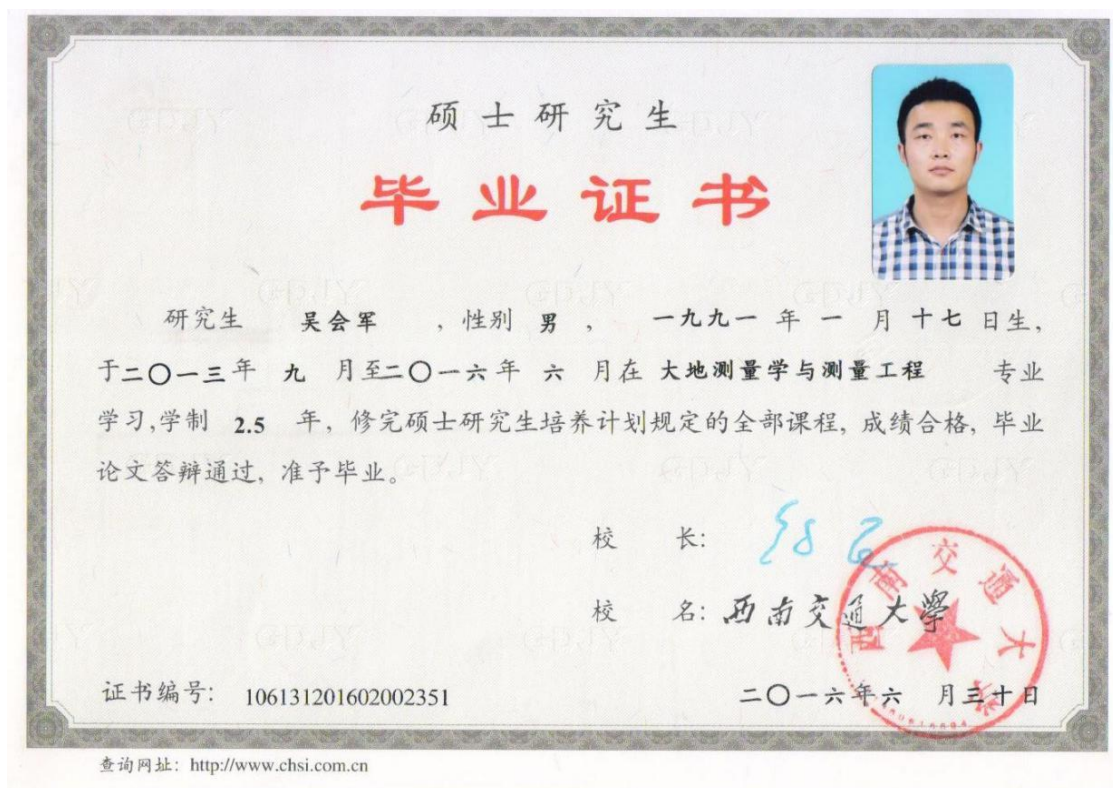 硕士研究生
毕业证书
研究生 吴会军 ，性别 男 ， 一九九一 年 一 月 十七 日生，
于二〇一三年 九 月至二〇一六年 六 月在 大地测量学与测量工程 专业
学习,学制 2.5 年，修完硕士研究生培养计划规定的全部课程，成绩合格，毕业
论文答辩通过，准予毕业。
校 长：
校 名：西南交通大學
西南交通大学
证书编号： 106131201602002351
二〇一六年六 月三十日
查询网址：http://www.chsi.com.cn